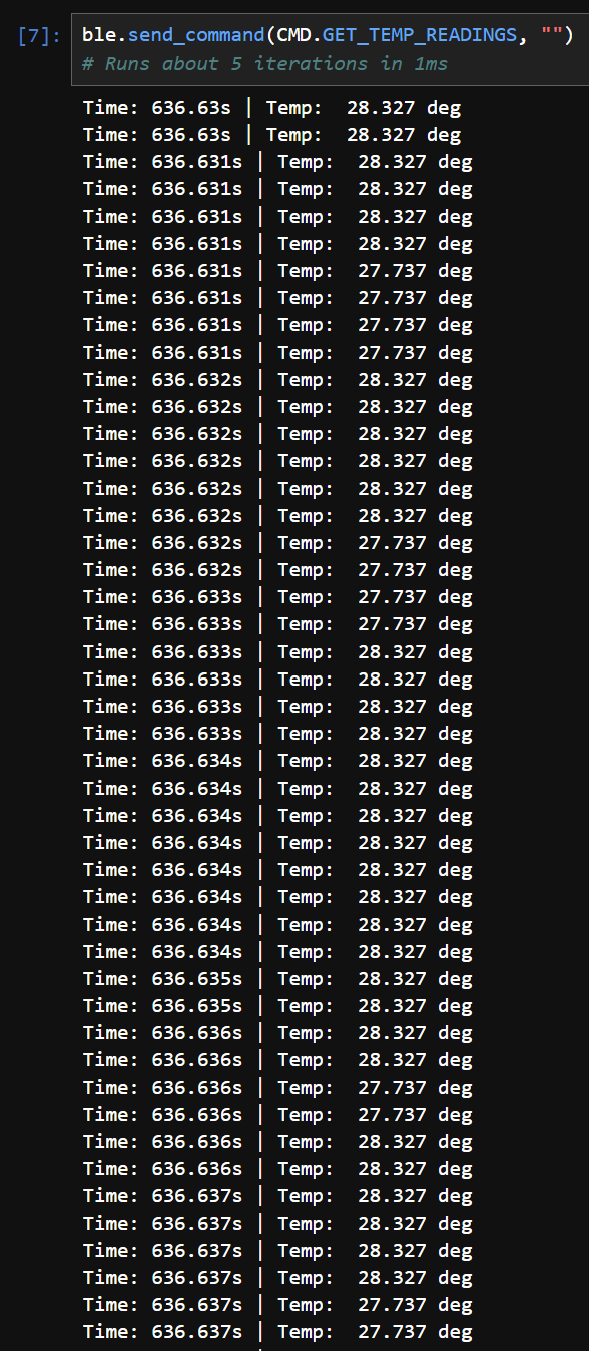 [7]: ble.send_command(CMD.GET_TEMP_READINGS, "")
# Runs about 5 iterations in 1ms
Time: 636.63s | Temp:  28.327 deg
Time: 636.63s | Temp:  28.327 deg
Time: 636.631s | Temp:  28.327 deg
Time: 636.631s | Temp:  28.327 deg
Time: 636.631s | Temp:  28.327 deg
Time: 636.631s | Temp:  28.327 deg
Time: 636.631s | Temp:  27.737 deg
Time: 636.631s | Temp:  27.737 deg
Time: 636.631s | Temp:  27.737 deg
Time: 636.631s | Temp:  27.737 deg
Time: 636.632s | Temp:  28.327 deg
Time: 636.632s | Temp:  28.327 deg
Time: 636.632s | Temp:  28.327 deg
Time: 636.632s | Temp:  28.327 deg
Time: 636.632s | Temp:  28.327 deg
Time: 636.632s | Temp:  28.327 deg
Time: 636.632s | Temp:  27.737 deg
Time: 636.632s | Temp:  27.737 deg
Time: 636.633s | Temp:  27.737 deg
Time: 636.633s | Temp:  27.737 deg
Time: 636.633s | Temp:  28.327 deg
Time: 636.633s | Temp:  28.327 deg
Time: 636.633s | Temp:  28.327 deg
Time: 636.633s | Temp:  28.327 deg
Time: 636.634s | Temp:  28.327 deg
Time: 636.634s | Temp:  28.327 deg
Time: 636.634s | Temp:  28.327 deg
Time: 636.634s | Temp:  28.327 deg
Time: 636.634s | Temp:  28.327 deg
Time: 636.634s | Temp:  28.327 deg
Time: 636.634s | Temp:  28.327 deg
Time: 636.634s | Temp:  28.327 deg
Time: 636.635s | Temp:  28.327 deg
Time: 636.635s | Temp:  28.327 deg
Time: 636.636s | Temp:  28.327 deg
Time: 636.636s | Temp:  28.327 deg
Time: 636.636s | Temp:  27.737 deg
Time: 636.636s | Temp:  27.737 deg
Time: 636.636s | Temp:  28.327 deg
Time: 636.636s | Temp:  28.327 deg
Time: 636.637s | Temp:  28.327 deg
Time: 636.637s | Temp:  28.327 deg
Time: 636.637s | Temp:  28.327 deg
Time: 636.637s | Temp:  28.327 deg
Time: 636.637s | Temp:  27.737 deg
Time: 636.637s | Temp:  27.737 deg